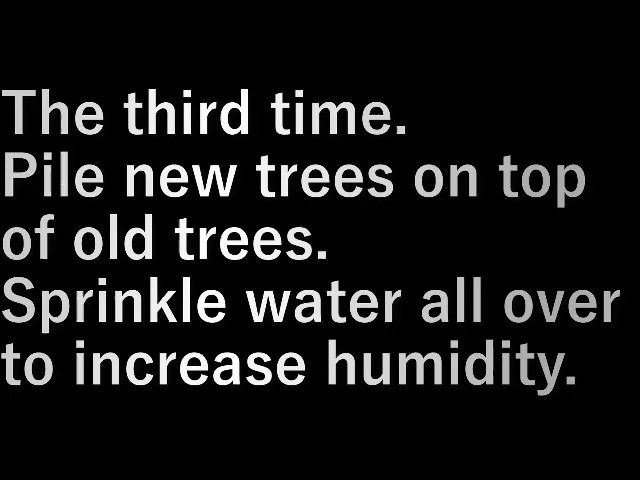 The third time.
Pile new trees on top
of old trees.
Sprinkle water all over
to increase humidity.